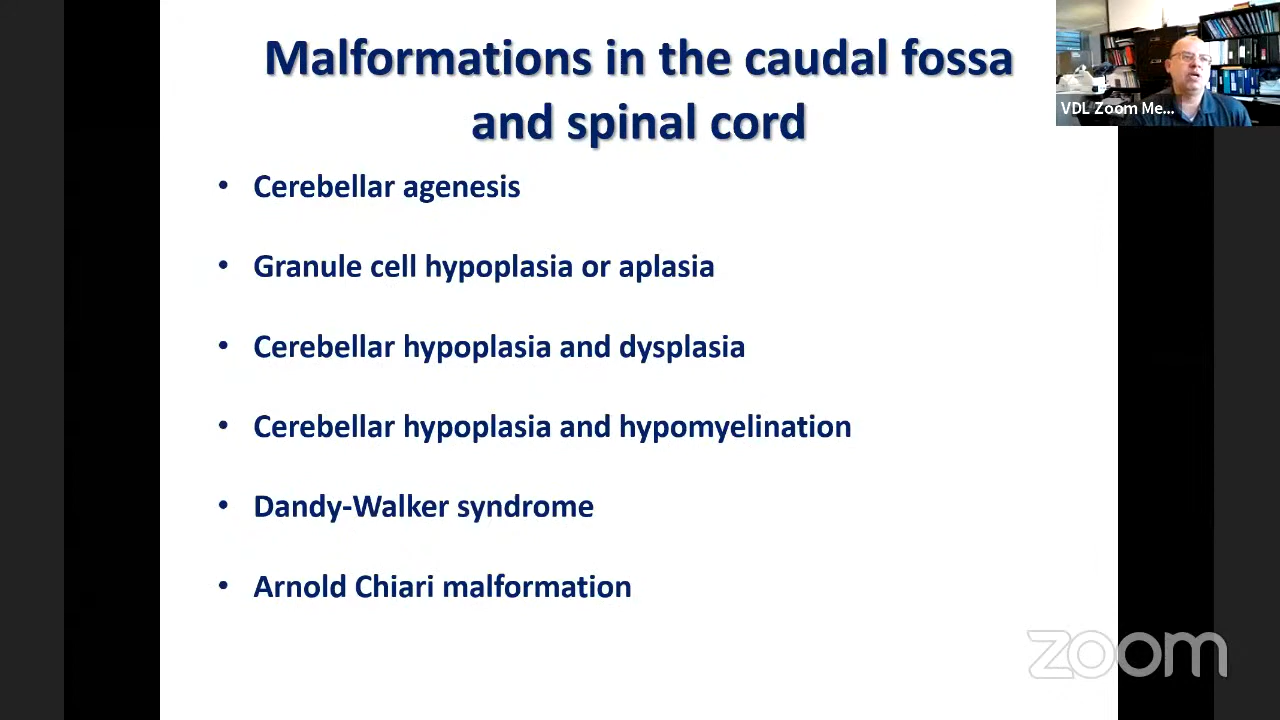 Malformations in the caudal fossa
and spinal cord
VDL Zoom Me...
• Cerebellar agenesis
• Granule cell hypoplasia or aplasia
• Cerebellar hypoplasia and dysplasia
• Cerebellar hypoplasia and hypomyelination
• Dandy-Walker syndrome
• Arnold Chiari malformation
zoom